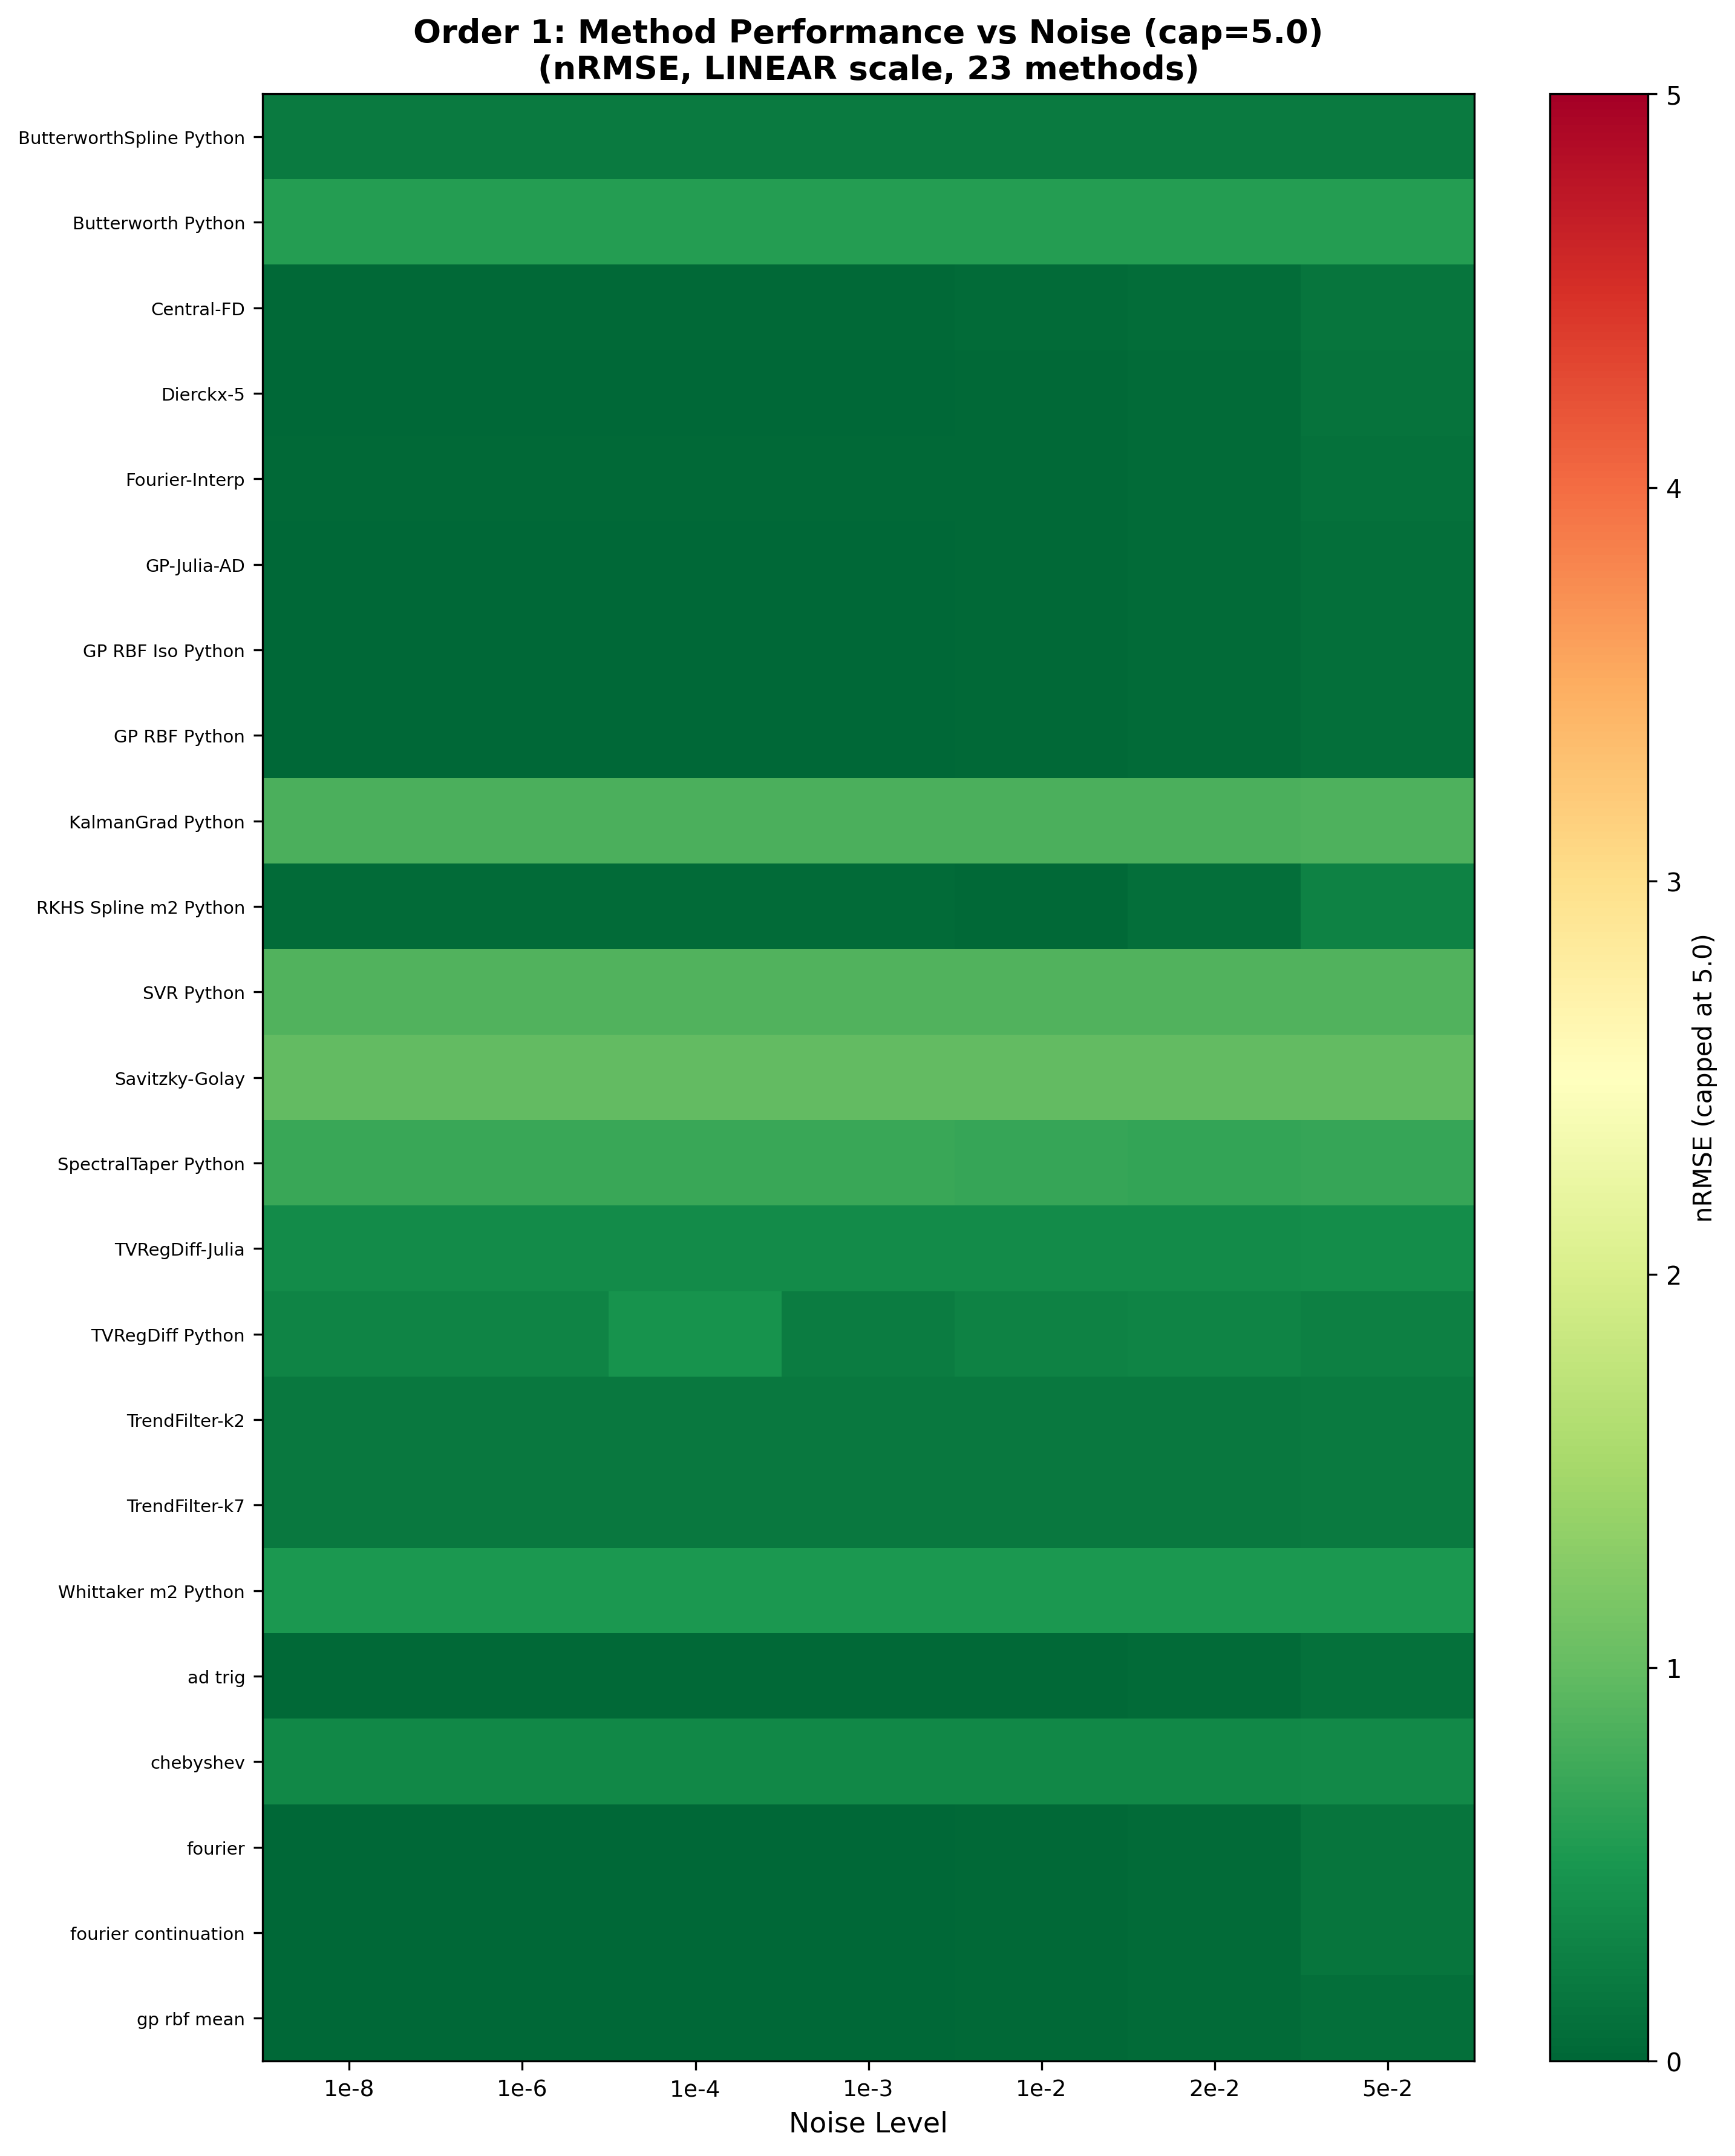 Order 1: Method Performance vs Noise (cap=5.0)
(nRMSE, LINEAR scale, 23 methods)
ButterworthSpline Python
Butterworth Python
Central-FD
Dierckx-5
Fourier-Interp
GP-Julia-AD
GP RBF Iso Python
GP RBF Python
KalmanGrad Python
RKHS Spline m2 Python
SVR Python
Savitzky-Golay
SpectralTaper Python
TVRegDiff-Julia
TVRegDiff Python
TrendFilter-k2
TrendFilter-k7
Whittaker m2 Python
ad trig
chebyshev
fourier
fourier continuation
gp rbf mean
1e-8 1e-6 1e-4 1e-3 1e-2 2e-2 5e-2
Noise Level
5
4
3
2
1
0
nRMSE (capped at 5.0)